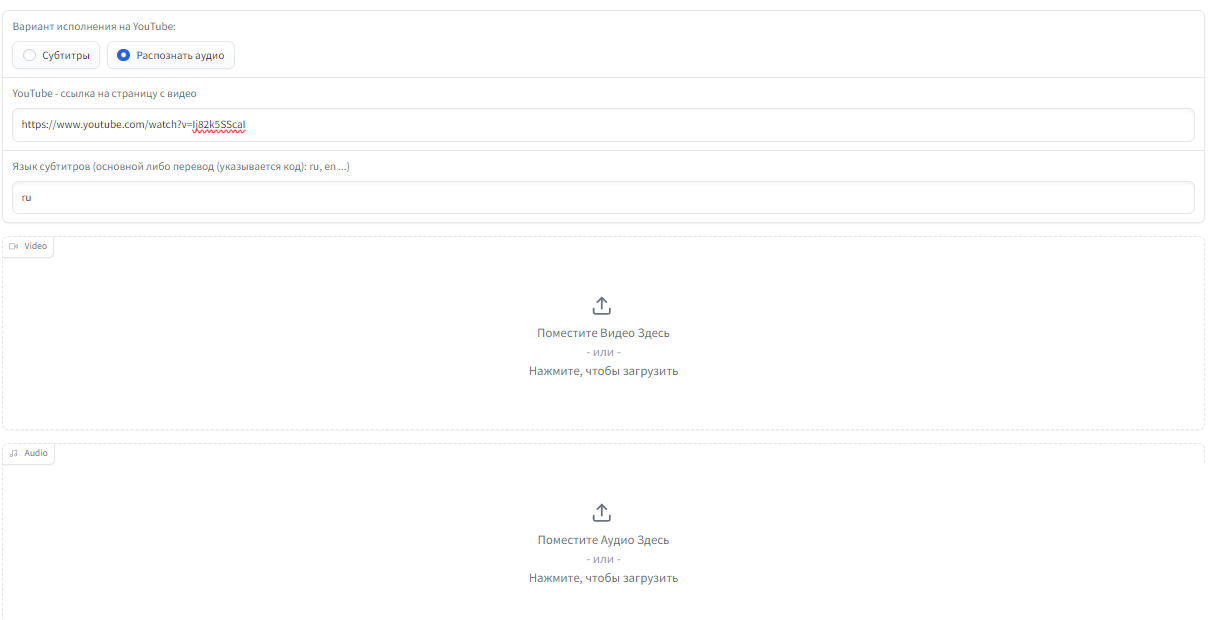 Вариант исполнения на YouTube:
Субтитры
Распознать аудио
YouTube - ссылка на страницу с видео
https://www.youtube.com/watch?v=Ij82k5SScaI
Язык субтитров (основной либо перевод (указывается код): ru, en ...)
ru
Video
Поместите Видео Здесь
- или -
Нажмите, чтобы загрузить
Audio
Поместите Аудио Здесь
- или -
Нажмите, чтобы загрузить